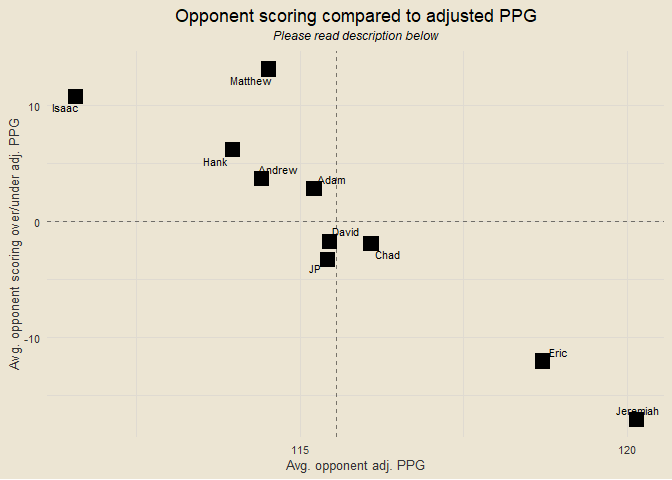 Opponent scoring compared to adjusted PPG
Please read description below
Avg. opponent scoring over/under adj. PPG
10
0
-10
Matthew
Isaac
Hank
Andrew
Adam
David
Chad
JP
Eric
Jeremiah
115
120
Avg. opponent adj. PPG